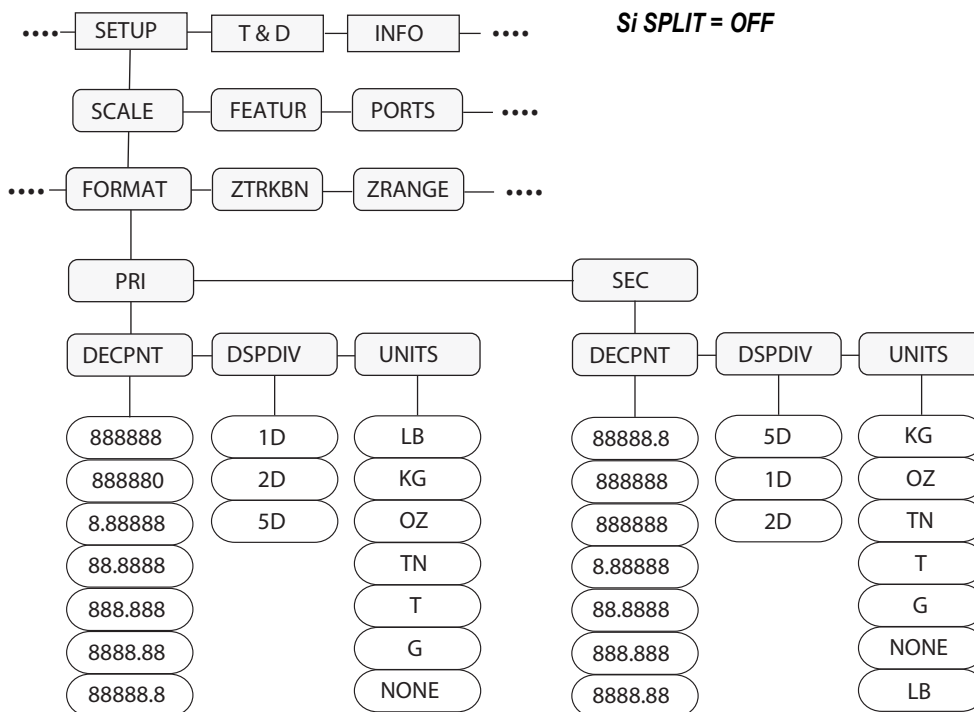 Si SPLIT = OFF
•••• SETUP T & D INFO ••••
SCALE FEATUR PORTS ••••
•••• FORMAT ZTRKBN ZRANGE ••••
PRI SEC
DECPNT DSPDIV UNITS DECPNT DSPDIV UNITS
888888 1D LB 88888.8 5D KG
888880 2D KG 888888 1D OZ
8.88888 5D OZ 888888 2D TN
88.8888 TN 8.88888 T
888.888 T 88.8888 G
8888.88 G 888.888 NONE
88888.8 NONE 8888.88 LB